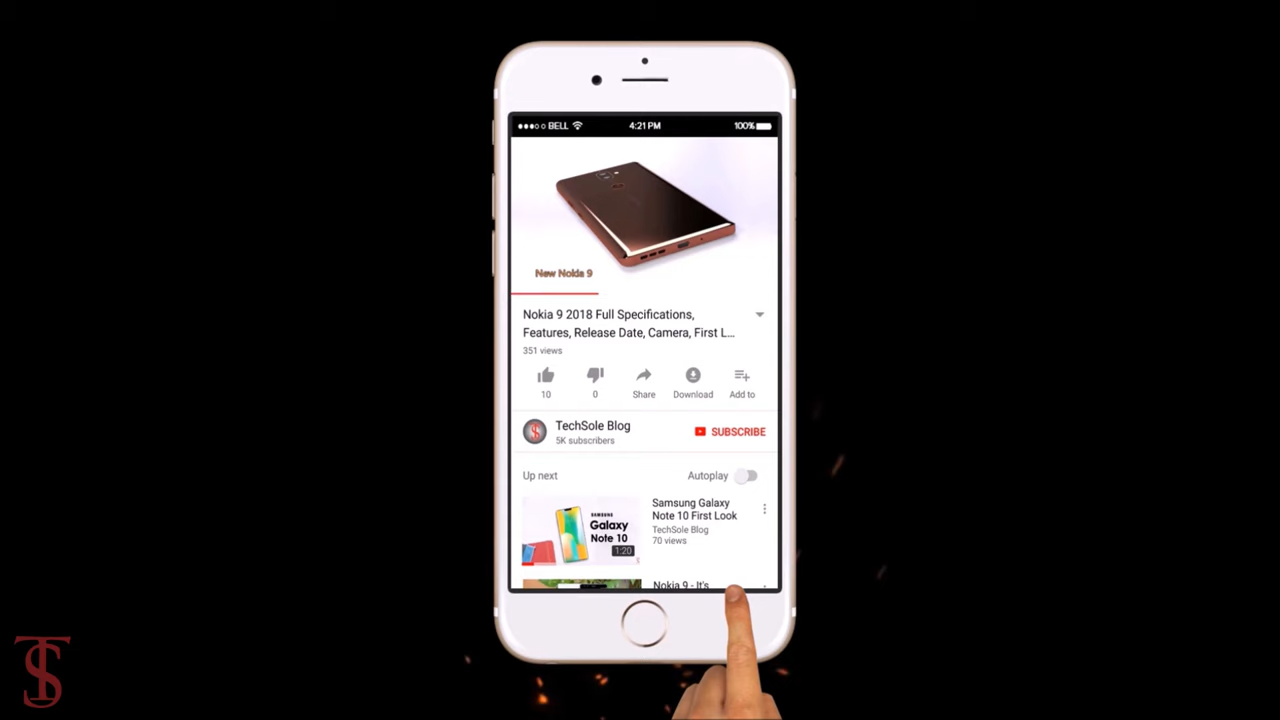 BELL
4:21 PM
100%
New Nokia 9
Nokia 9 2018 Full Specifications,
Features, Release Date, Camera, First L...
351 views
10
0
Share
Download
Add to
TechSole Blog
5K subscribers
SUBSCRIBE
Up next
Autoplay
SAMSUNG
Galaxy
Note 10
1:20
Samsung Galaxy
Note 10 First Look
TechSole Blog
70 views
Nokia 9 - It's
TS